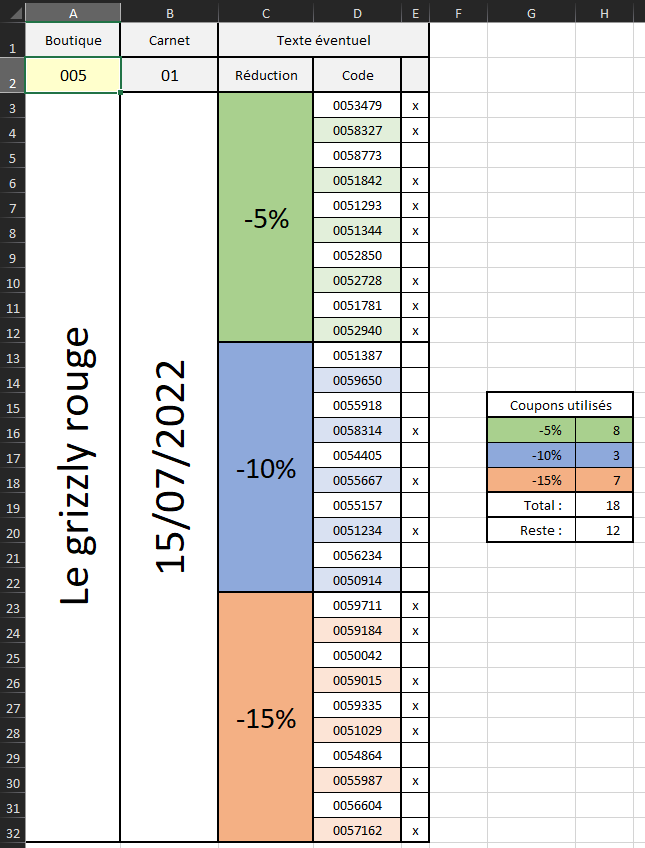 A B C D E F G H
1 Boutique Carnet Texte éventuel
2 005 01 Réduction Code
3 0053479 x
4 0058327 x
5 0058773
6 0051842 x
7 0051293 x
8 -5% 0051344 x
9 0052850
10 0052728 x
11 0051781 x
12 0052940 x
13 0051387
14 0059650
15 0055918 Coupons utilisés
16 0058314 x -5% 8
17 0054405 -10% 3
18 -10% 0055667 x -15% 7
19 0055157 Total : 18
20 0051234 x Reste : 12
21 0056234
22 0050914
23 0059711 x
24 0059184 x
25 0050042
26 0059015 x
27 0059335 x
28 -15% 0051029 x
29 0054864
30 0055987 x
31 0056604
32 0057162 x
Le grizzly rouge
15/07/2022